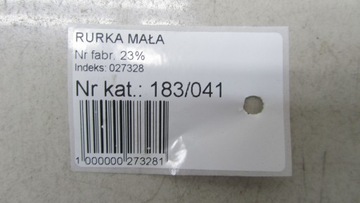 RURKA MAŁA
Nr fabr. 23%
Indeks: 027328
Nr kat.: 183/041
1 000000 273281